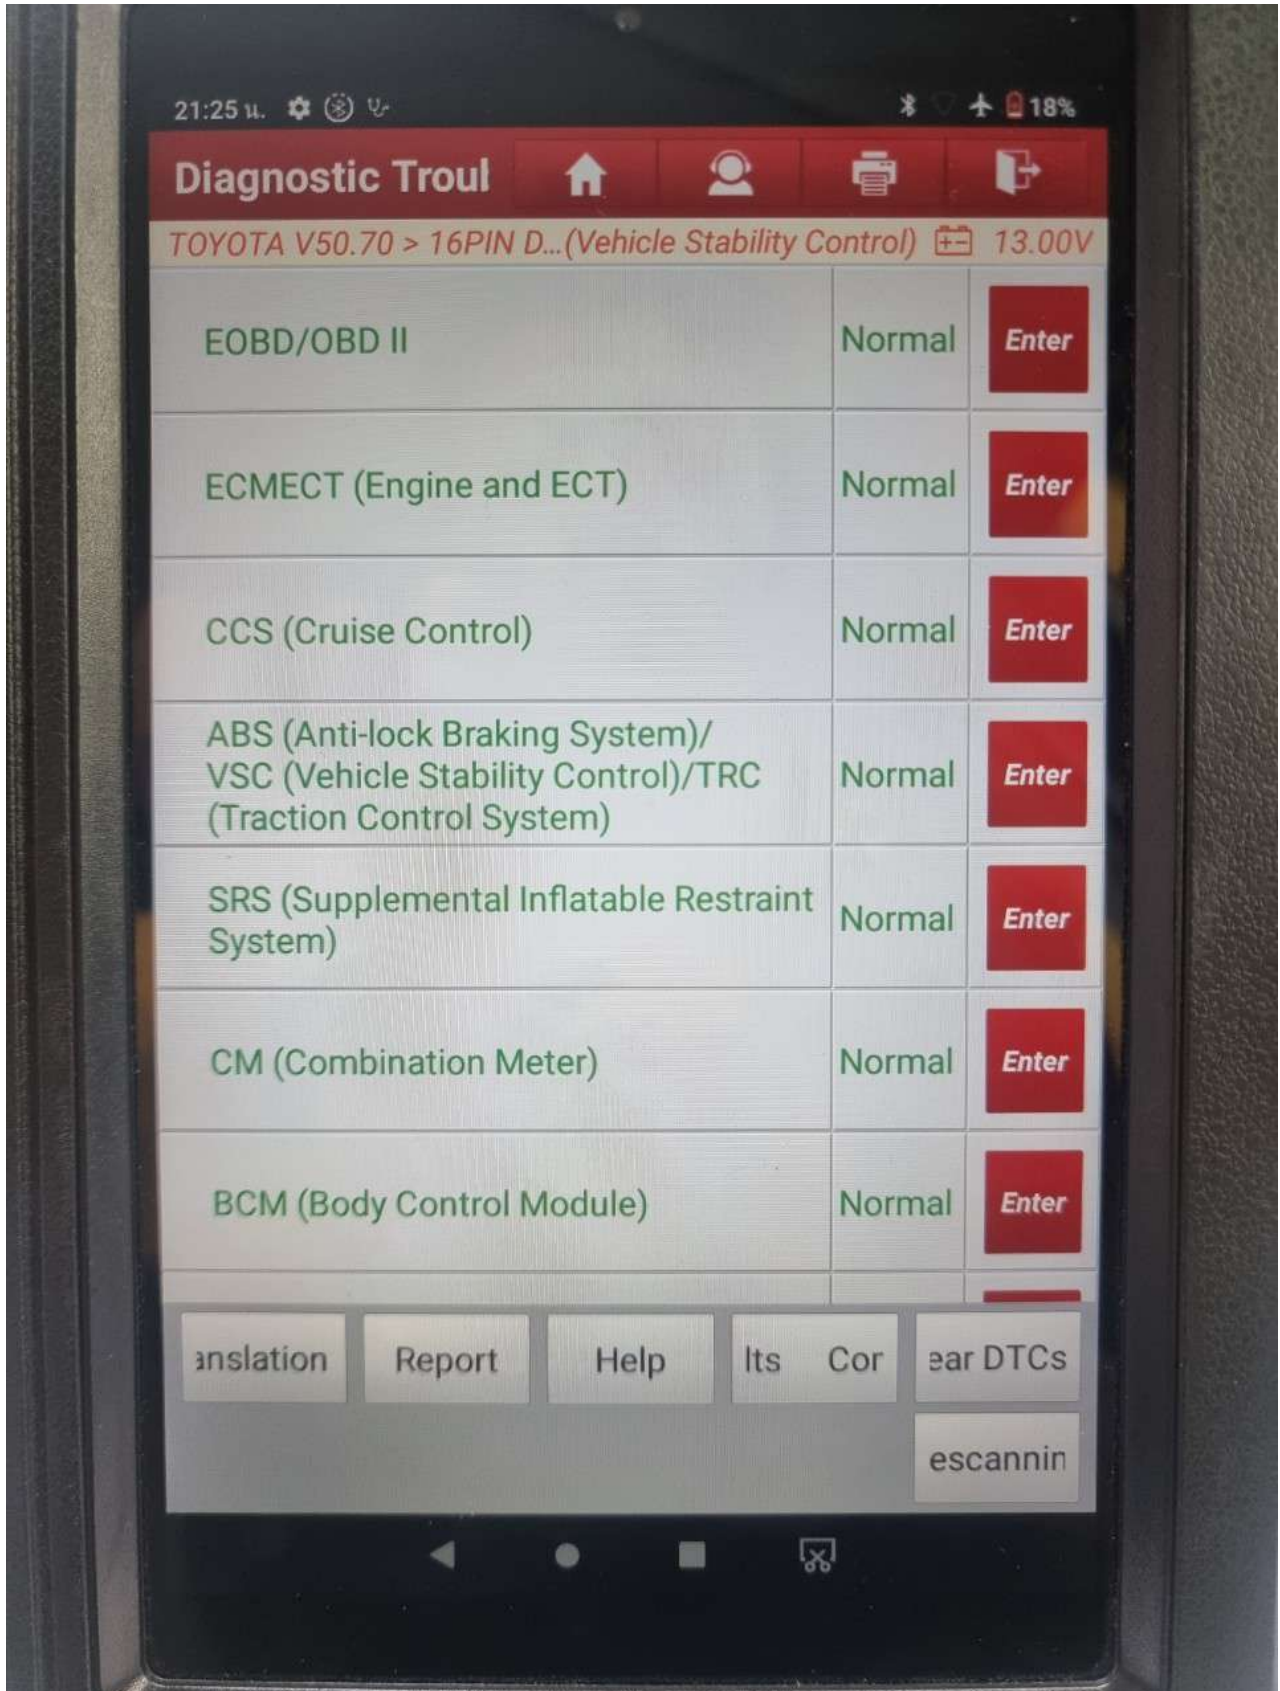 21:25 น.
18%
Diagnostic Troul
TOYOTA V50.70 > 16PIN D...(Vehicle Stability Control) 13.00V
EOBD/OBD II Normal Enter
ECMECT (Engine and ECT) Normal Enter
CCS (Cruise Control) Normal Enter
ABS (Anti-lock Braking System)/
VSC (Vehicle Stability Control)/TRC Normal Enter
(Traction Control System)
SRS (Supplemental Inflatable Restraint
System) Normal Enter
CM (Combination Meter) Normal Enter
BCM (Body Control Module) Normal Enter
anslation Report Help lts Cor ear DTCs
escannin